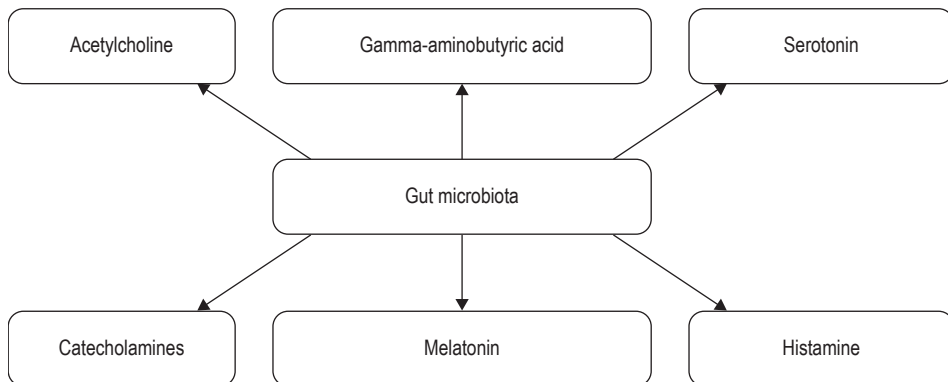 Acetylcholine
Gamma-aminobutyric acid
Serotonin
Gut microbiota
Catecholamines
Melatonin
Histamine